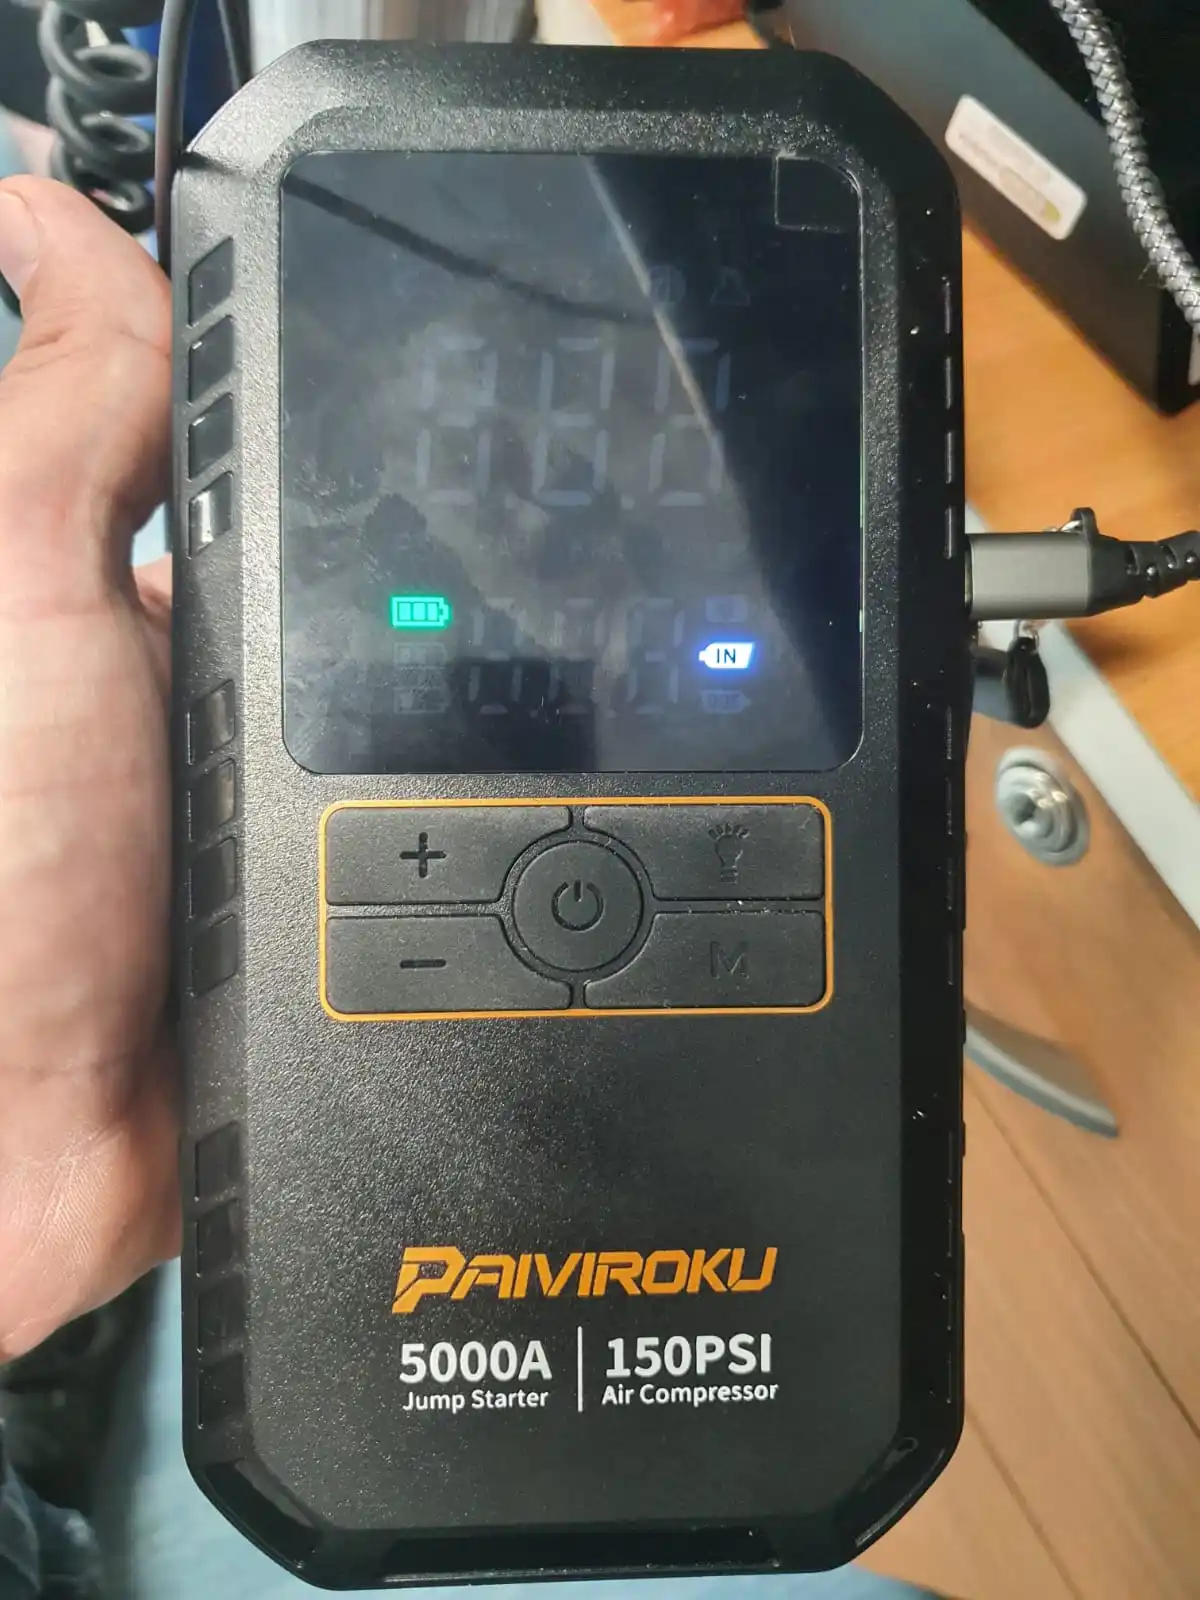 IN
+
−
M
PAIVIROKU
5000A
Jump Starter
150PSI
Air Compressor